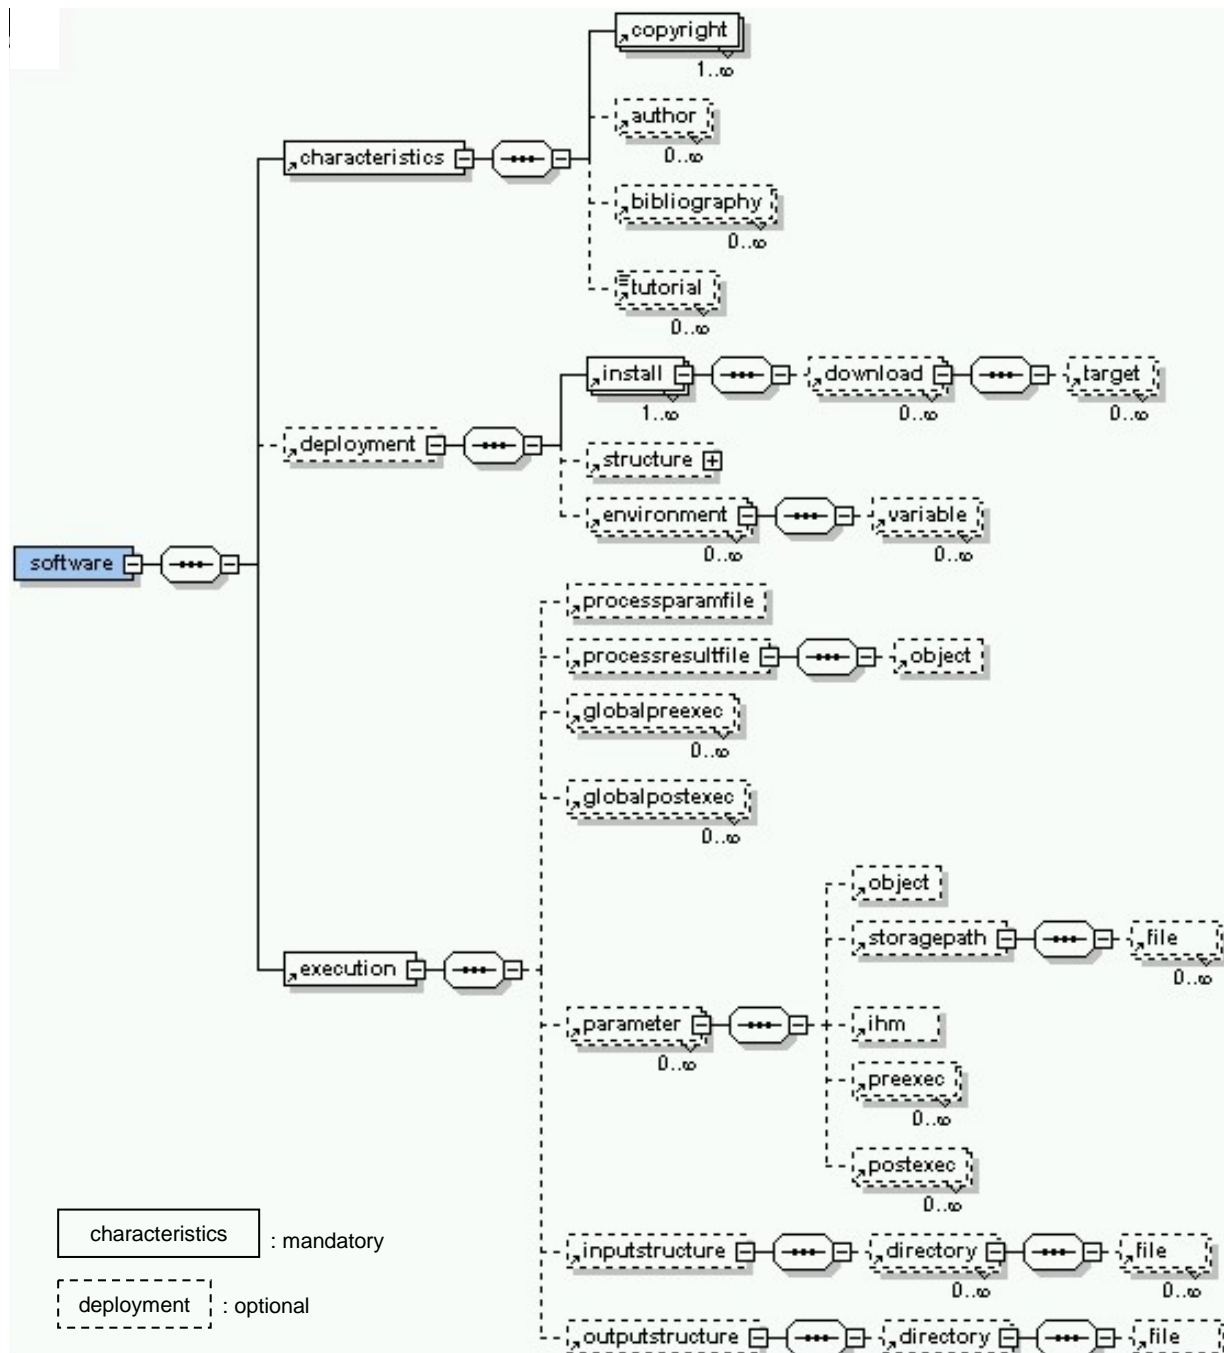 copyright
1..∞
author
0..∞
characteristics
bibliography
0..∞
tutorial
0..∞
install
download
target
1..∞
0..∞
0..∞
deployment
structure
environment
variable
0..∞
0..∞
software
processparamfile
processresultfile
object
globalpreexec
0..∞
globalpostexec
0..∞
object
storagepath
file
0..∞
execution
parameter
0..∞
ihm
preexec
0..∞
postexec
0..∞
characteristics : mandatory
inputstructure
directory
file
0..∞
0..∞
deployment : optional
outputstructure
directory
file